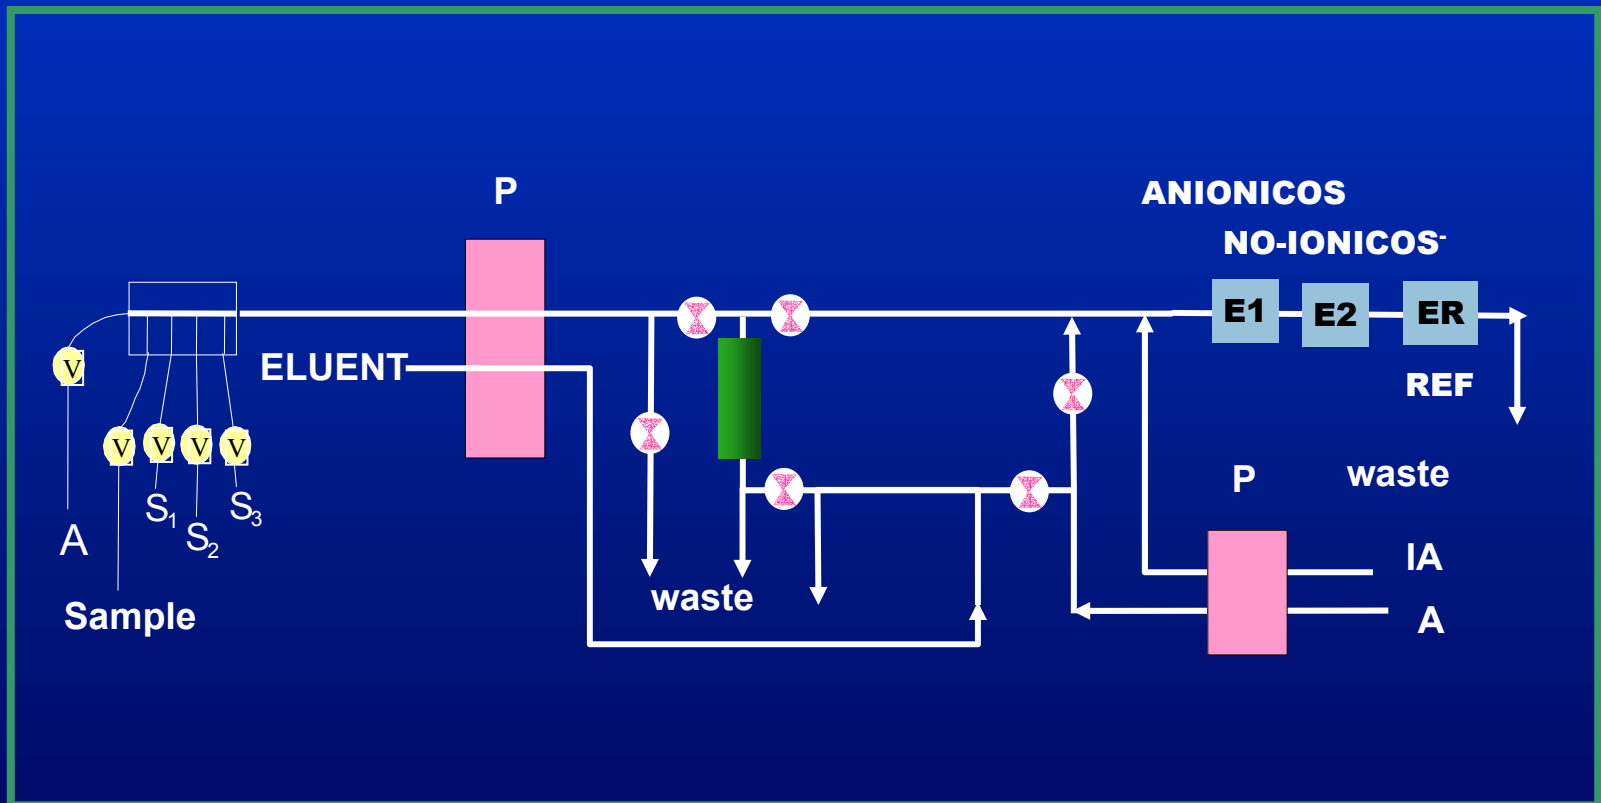 P
ANIONICOS
NO-IONICOS-
E1
E2
ER
V
ELUENT
REF
V
V
V
V
P
waste
S1
S3
S2
A
IA
waste
A
Sample